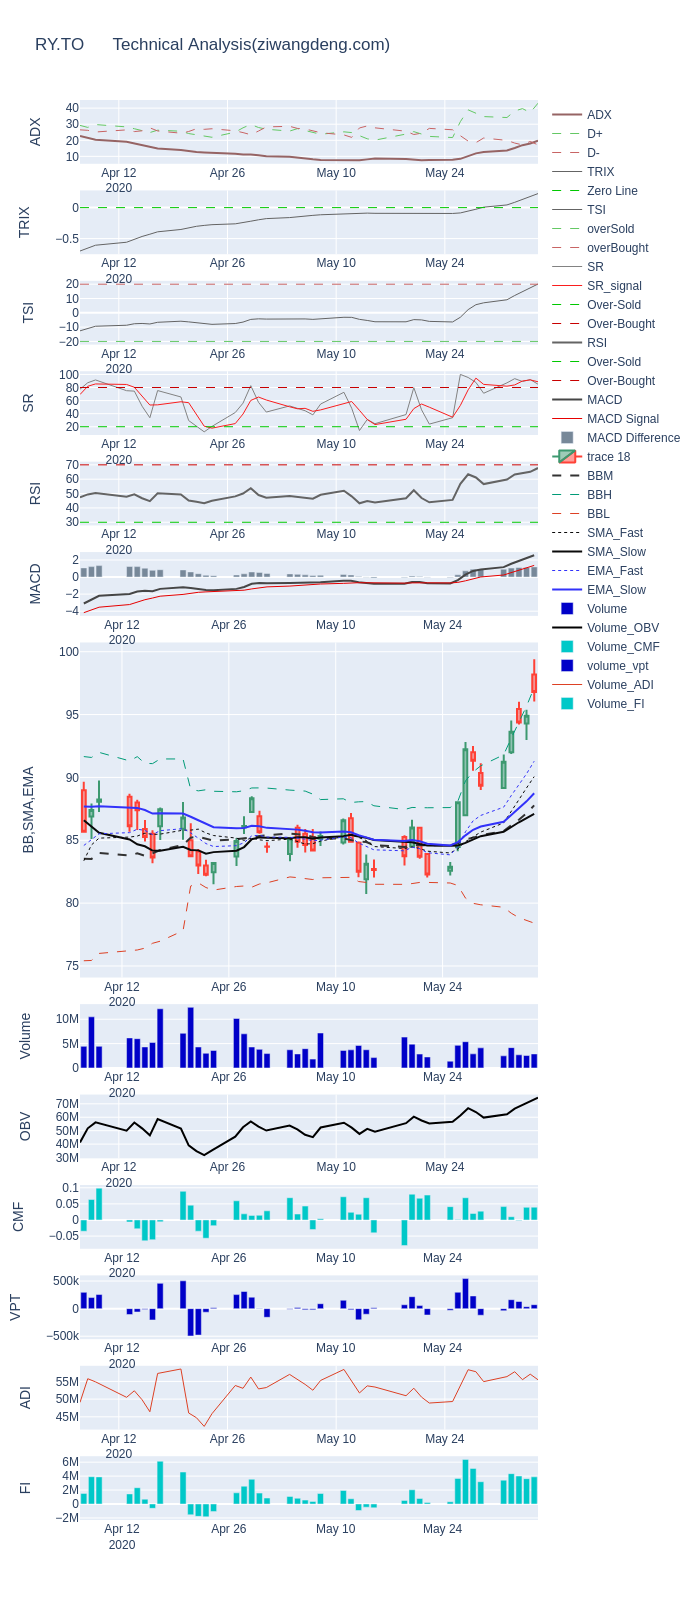 RY.TO Technical Analysis(ziwangdeng.com)
ADX
40
30
20
10
Apr 12
2020
Apr 26
May 10
May 24
TRIX
0
−0.5
Apr 12
2020
Apr 26
May 10
May 24
TSI
20
10
0
−10
−20
Apr 12
2020
Apr 26
May 10
May 24
SR
100
80
60
40
20
Apr 12
2020
Apr 26
May 10
May 24
RSI
70
60
50
40
30
Apr 12
2020
Apr 26
May 10
May 24
MACD
2
0
−2
−4
Apr 12
2020
Apr 26
May 10
May 24
BB,SMA,EMA
100
95
90
85
80
75
Apr 12
2020
Apr 26
May 10
May 24
Volume
10M
5M
0
Apr 12
2020
Apr 26
May 10
May 24
OBV
70M
60M
50M
40M
30M
Apr 12
2020
Apr 26
May 10
May 24
CMF
0.1
0.05
0
−0.05
Apr 12
2020
Apr 26
May 10
May 24
VPT
500k
0
−500k
Apr 12
2020
Apr 26
May 10
May 24
ADI
55M
50M
45M
Apr 12
2020
Apr 26
May 10
May 24
FI
6M
4M
2M
0
−2M
Apr 12
2020
Apr 26
May 10
May 24
ADX
D+
D-
TRIX
Zero Line
TSI
overSold
overBought
SR
SR_signal
Over-Sold
Over-Bought
RSI
Over-Sold
Over-Bought
MACD
MACD Signal
MACD Difference
trace 18
BBM
BBH
BBL
SMA_Fast
SMA_Slow
EMA_Fast
EMA_Slow
Volume
Volume_OBV
Volume_CMF
volume_vpt
Volume_ADI
Volume_FI